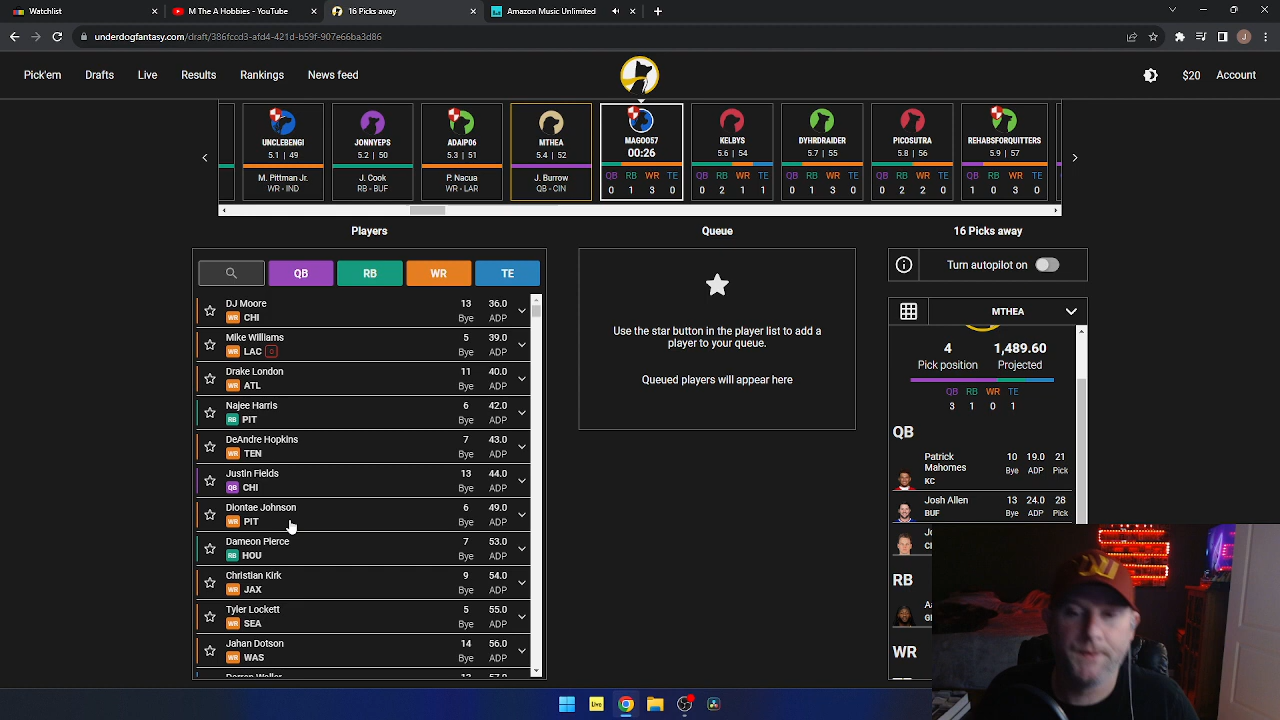 Watchlist
M The A Hobbies - YouTube
16 Picks away
Amazon Music Unlimited
underdogfantasy.com/draft/386fccd3-afd4-421d-b59f-907e66ba3d86
J
Pick'em
Drafts
Live
Results
Rankings
News feed
$20
Account
UNCLEBENGI
5.1 | 49
M. Pittman Jr.
WR - IND
JONNYEPS
5.2 | 50
J. Cook
RB - BUF
ADAIP06
5.3 | 51
P. Nacua
WR - LAR
MTHEA
5.4 | 52
J. Burrow
QB - CIN
MAGOO57
00:26
QB RB WR TE
0 1 3 0
KELBYS
5.6 | 54
QB RB WR TE
0 2 1 1
DYHRDRAIDER
5.7 | 55
QB RB WR TE
0 1 3 0
PICOSUTRA
5.8 | 56
QB RB WR TE
0 2 2 0
REHABSFORQUITTERS
5.9 | 57
QB RB WR TE
1 0 3 0
Players
QB RB WR TE
DJ Moore 13 36.0
WR CHI Bye ADP
Mike Williams 5 39.0
WR LAC Bye ADP
Drake London 11 40.0
WR ATL Bye ADP
Najee Harris 6 42.0
RB PIT Bye ADP
DeAndre Hopkins 7 43.0
WR TEN Bye ADP
Justin Fields 13 44.0
QB CHI Bye ADP
Diontae Johnson 6 49.0
WR PIT Bye ADP
Dameon Pierce 7 53.0
RB HOU Bye ADP
Christian Kirk 9 54.0
WR JAX Bye ADP
Tyler Lockett 5 55.0
WR SEA Bye ADP
Jahan Dotson 14 56.0
WR WAS Bye ADP
Queue
Use the star button in the player list to add a
player to your queue.
Queued players will appear here
16 Picks away
Turn autopilot on
MTHEA
4 1,489.60
Pick position Projected
QB RB WR TE
3 1 0 1
QB
Patrick
Mahomes
KC
10 19.0 21
Bye ADP Pick
Josh Allen
BUF
13 24.0 28
Bye ADP Pick
RB
WR
Live